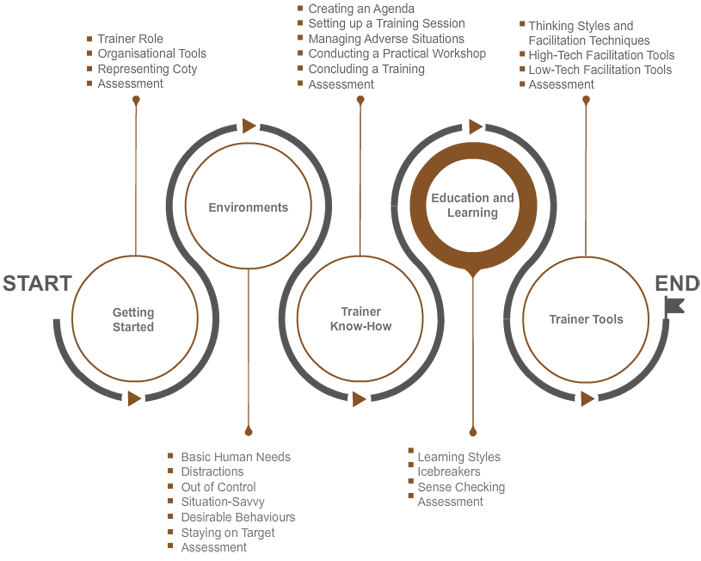 Creating an Agenda
Setting up a Training Session
Managing Adverse Situations
Conducting a Practical Workshop
Concluding a Training
Assessment
Trainer Role
Organisational Tools
Representing Coty
Assessment
Thinking Styles and
Facilitation Techniques
High-Tech Facilitation Tools
Low-Tech Facilitation Tools
Assessment
START
Getting
Started
Environments
Trainer
Know-How
Education and
Learning
Trainer Tools
END
Basic Human Needs
Distractions
Out of Control
Situation-Savvy
Desirable Behaviours
Staying on Target
Assessment
Learning Styles
Icebreakers
Sense Checking
Assessment